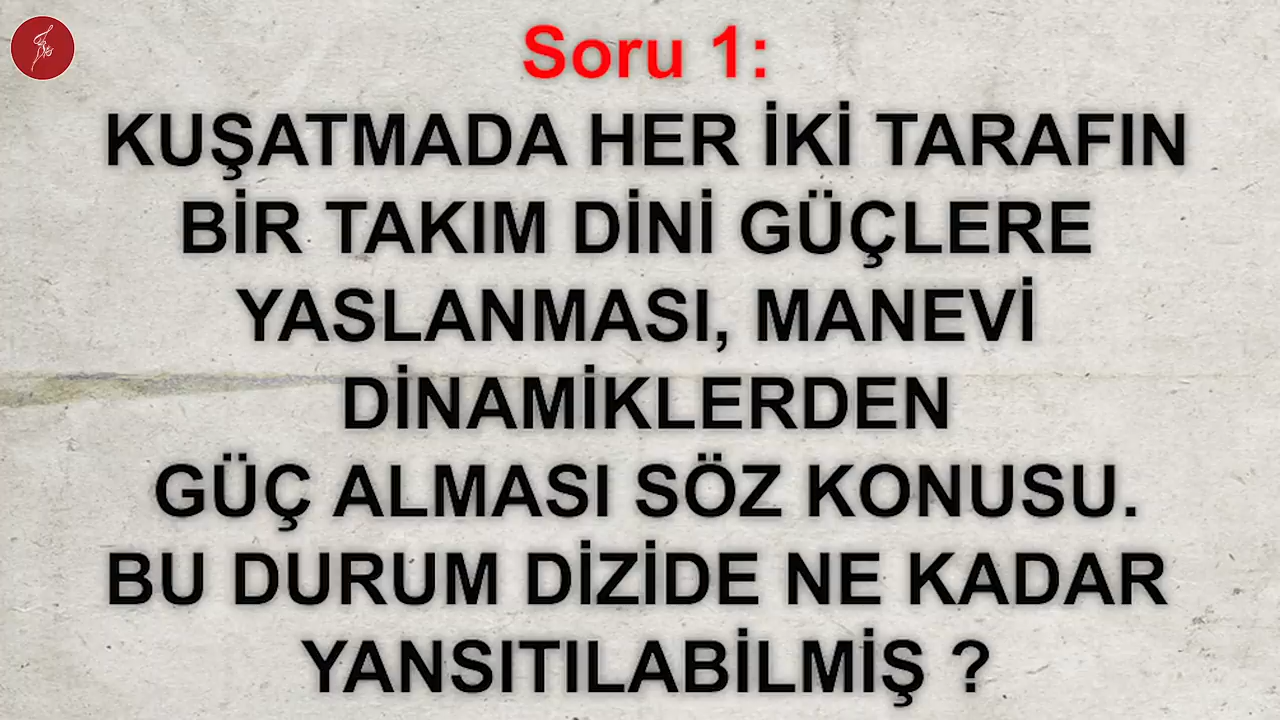 Soru 1:
KUŞATMADA HER İKİ TARAFIN
BİR TAKIM DİNİ GÜÇLERE
YASLANMASI, MANEVİ
DİNAMİKLERDEN
GÜÇ ALMASI SÖZ KONUSU.
BU DURUM DİZİDE NE KADAR
YANSITILABİLMİŞ ?